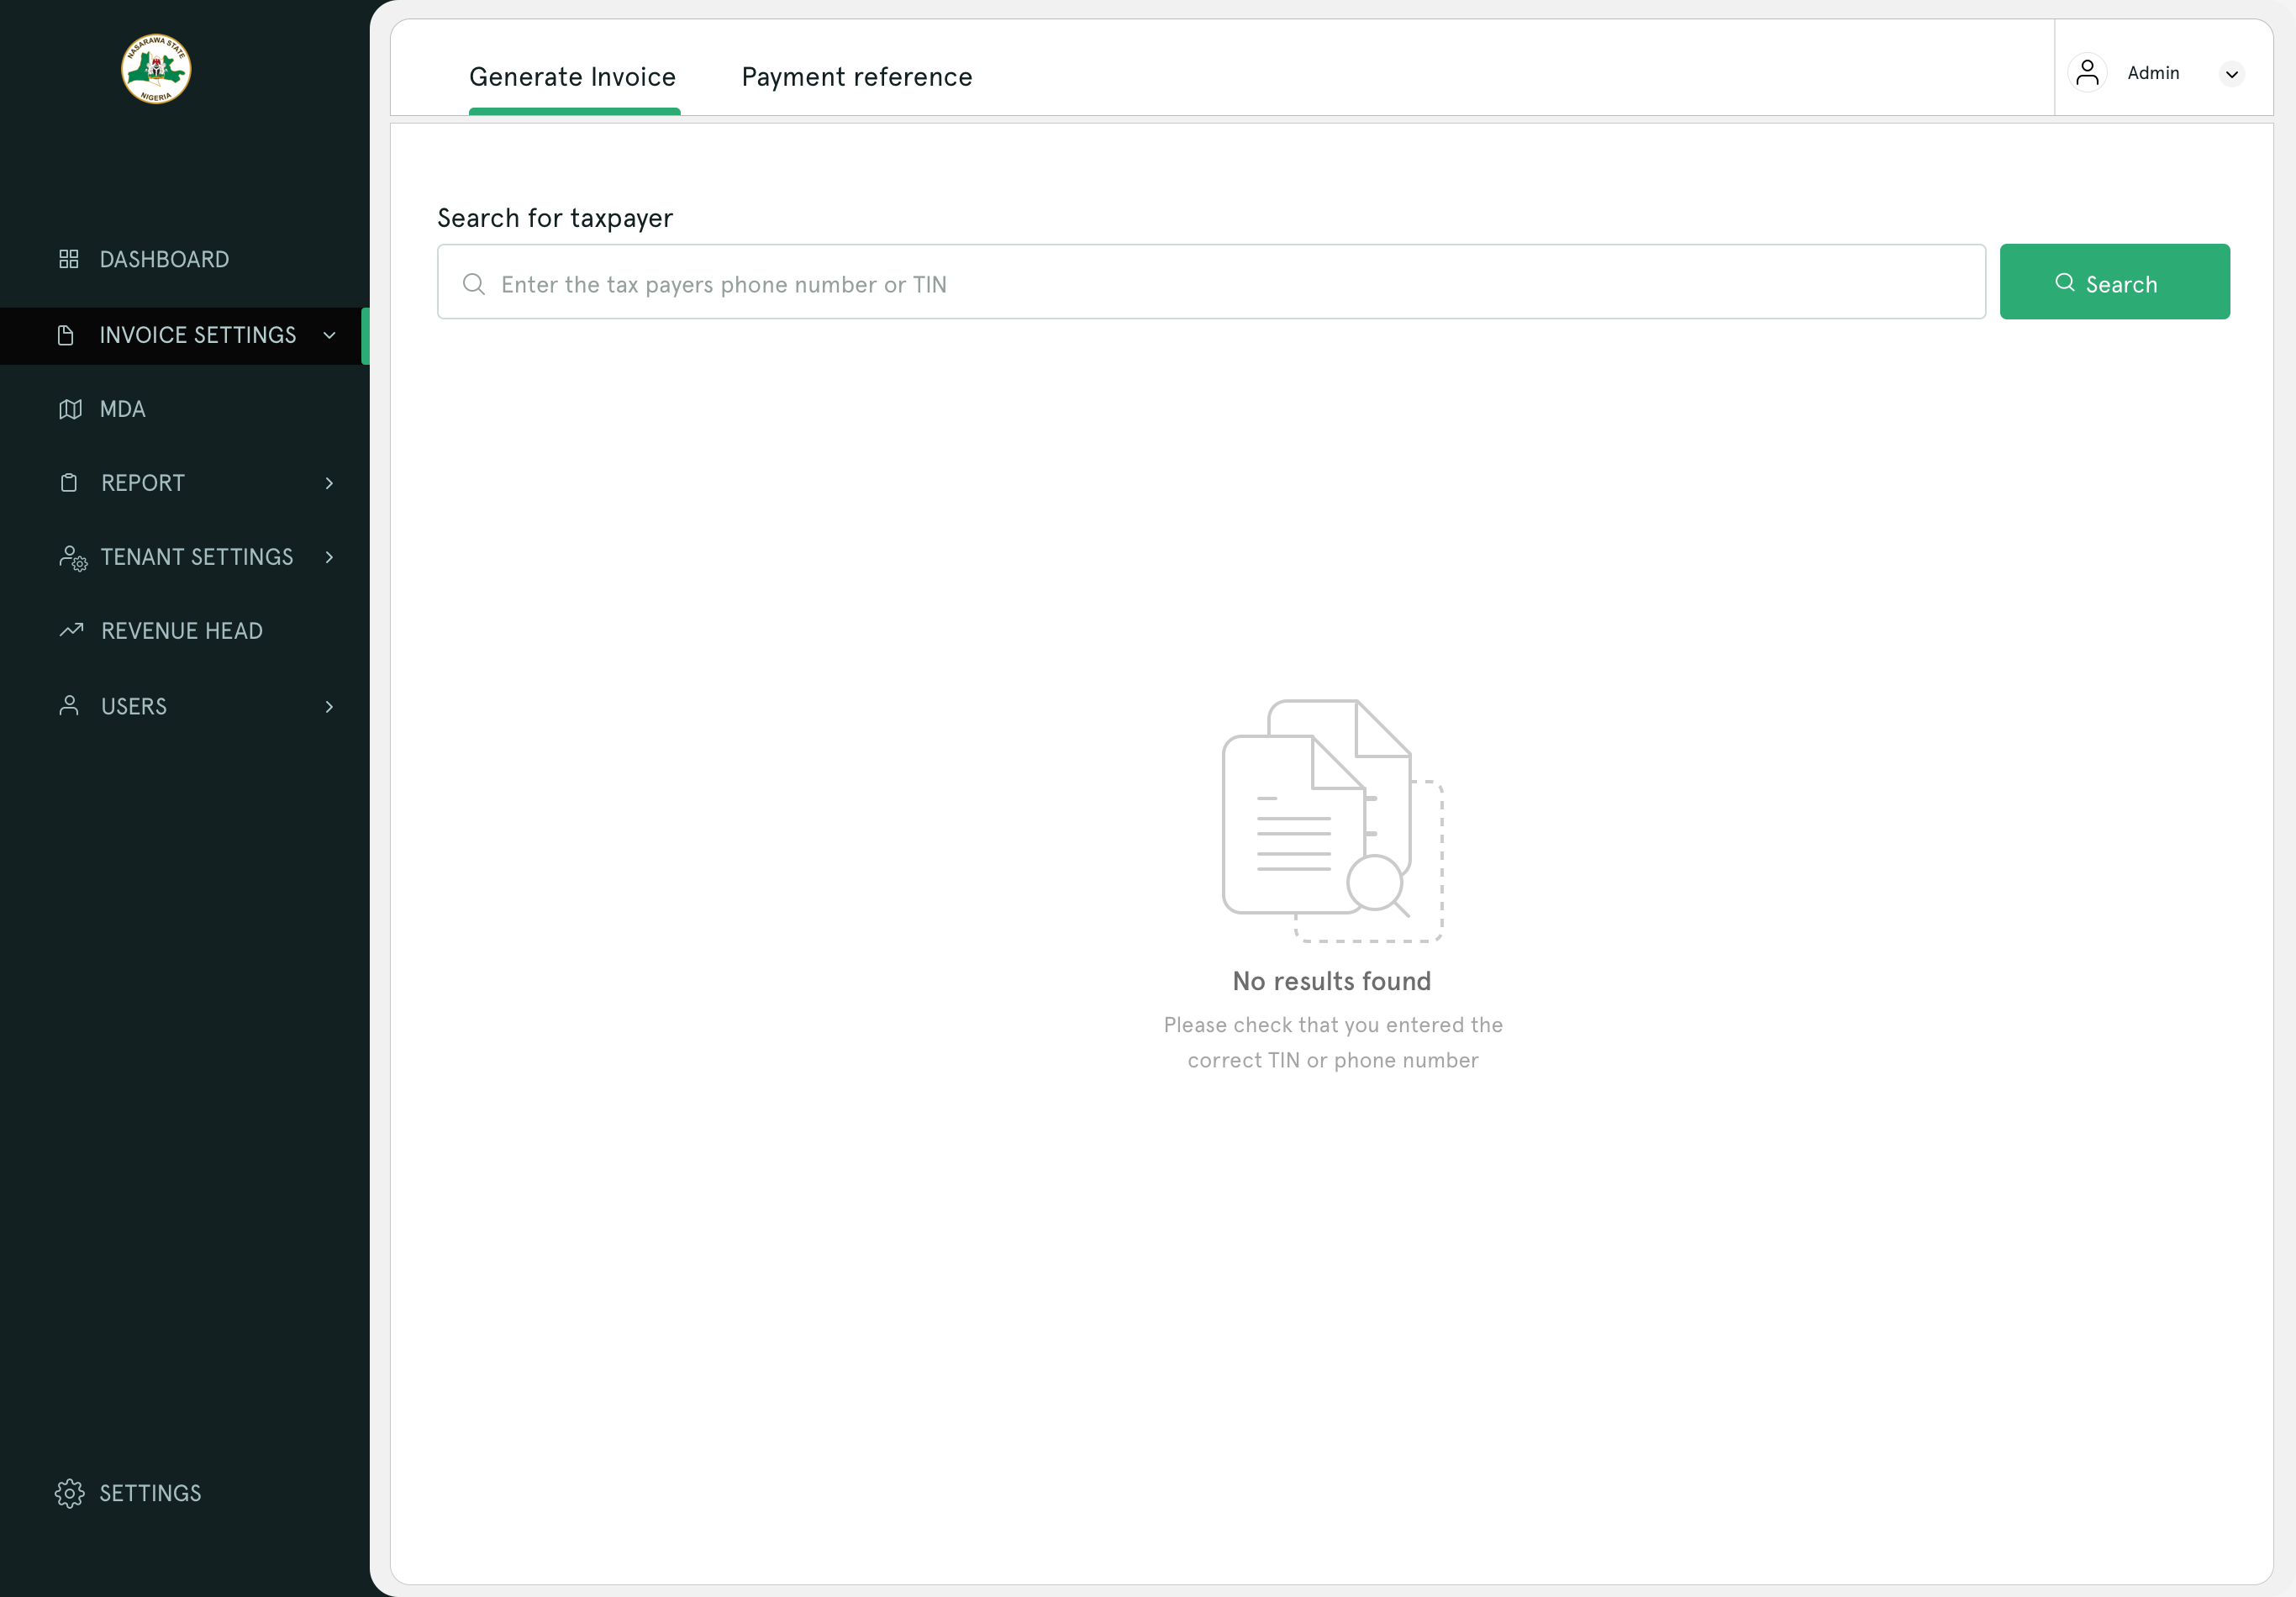 NASARAWA STATE
NIGERIA
DASHBOARD
INVOICE SETTINGS
MDA
REPORT
TENANT SETTINGS
REVENUE HEAD
USERS
SETTINGS
Generate Invoice
Payment reference
Admin
Search for taxpayer
Enter the tax payers phone number or TIN
Search
No results found
Please check that you entered the
correct TIN or phone number